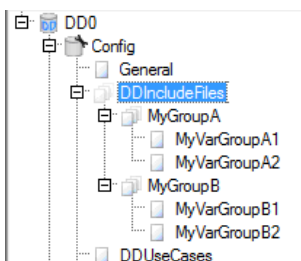 DD0
Config
General
DDIncludeFiles
MyGroupA
MyVarGroupA1
MyVarGroupA2
MyGroupB
MyVarGroupB1
MyVarGroupB2
DDUseCases